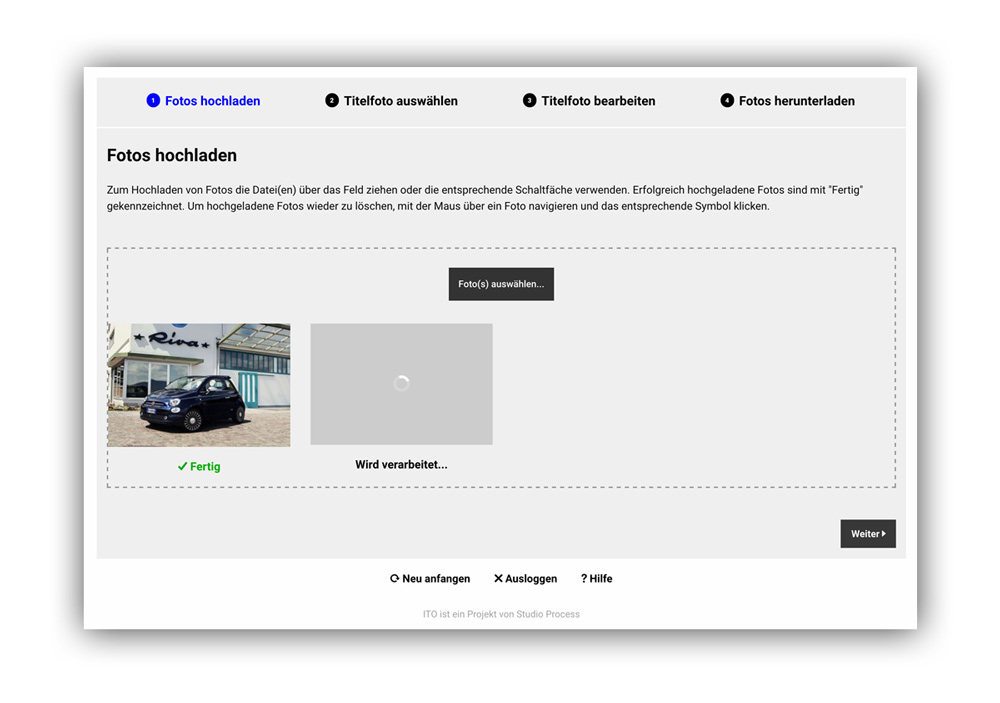 1 Fotos hochladen
2 Titelfoto auswählen
3 Titelfoto bearbeiten
4 Fotos herunterladen
Fotos hochladen
Zum Hochladen von Fotos die Datei(en) über das Feld ziehen oder die entsprechende Schaltfäche verwenden. Erfolgreich hochgeladene Fotos sind mit "Fertig"
gekennzeichnet. Um hochgeladene Fotos wieder zu löschen, mit der Maus über ein Foto navigieren und das entsprechende Symbol klicken.
Foto(s) auswählen...
Riva
Fertig
Wird verarbeitet...
Weiter
Neu anfangen
Ausloggen
? Hilfe
ITO ist ein Projekt von Studio Process